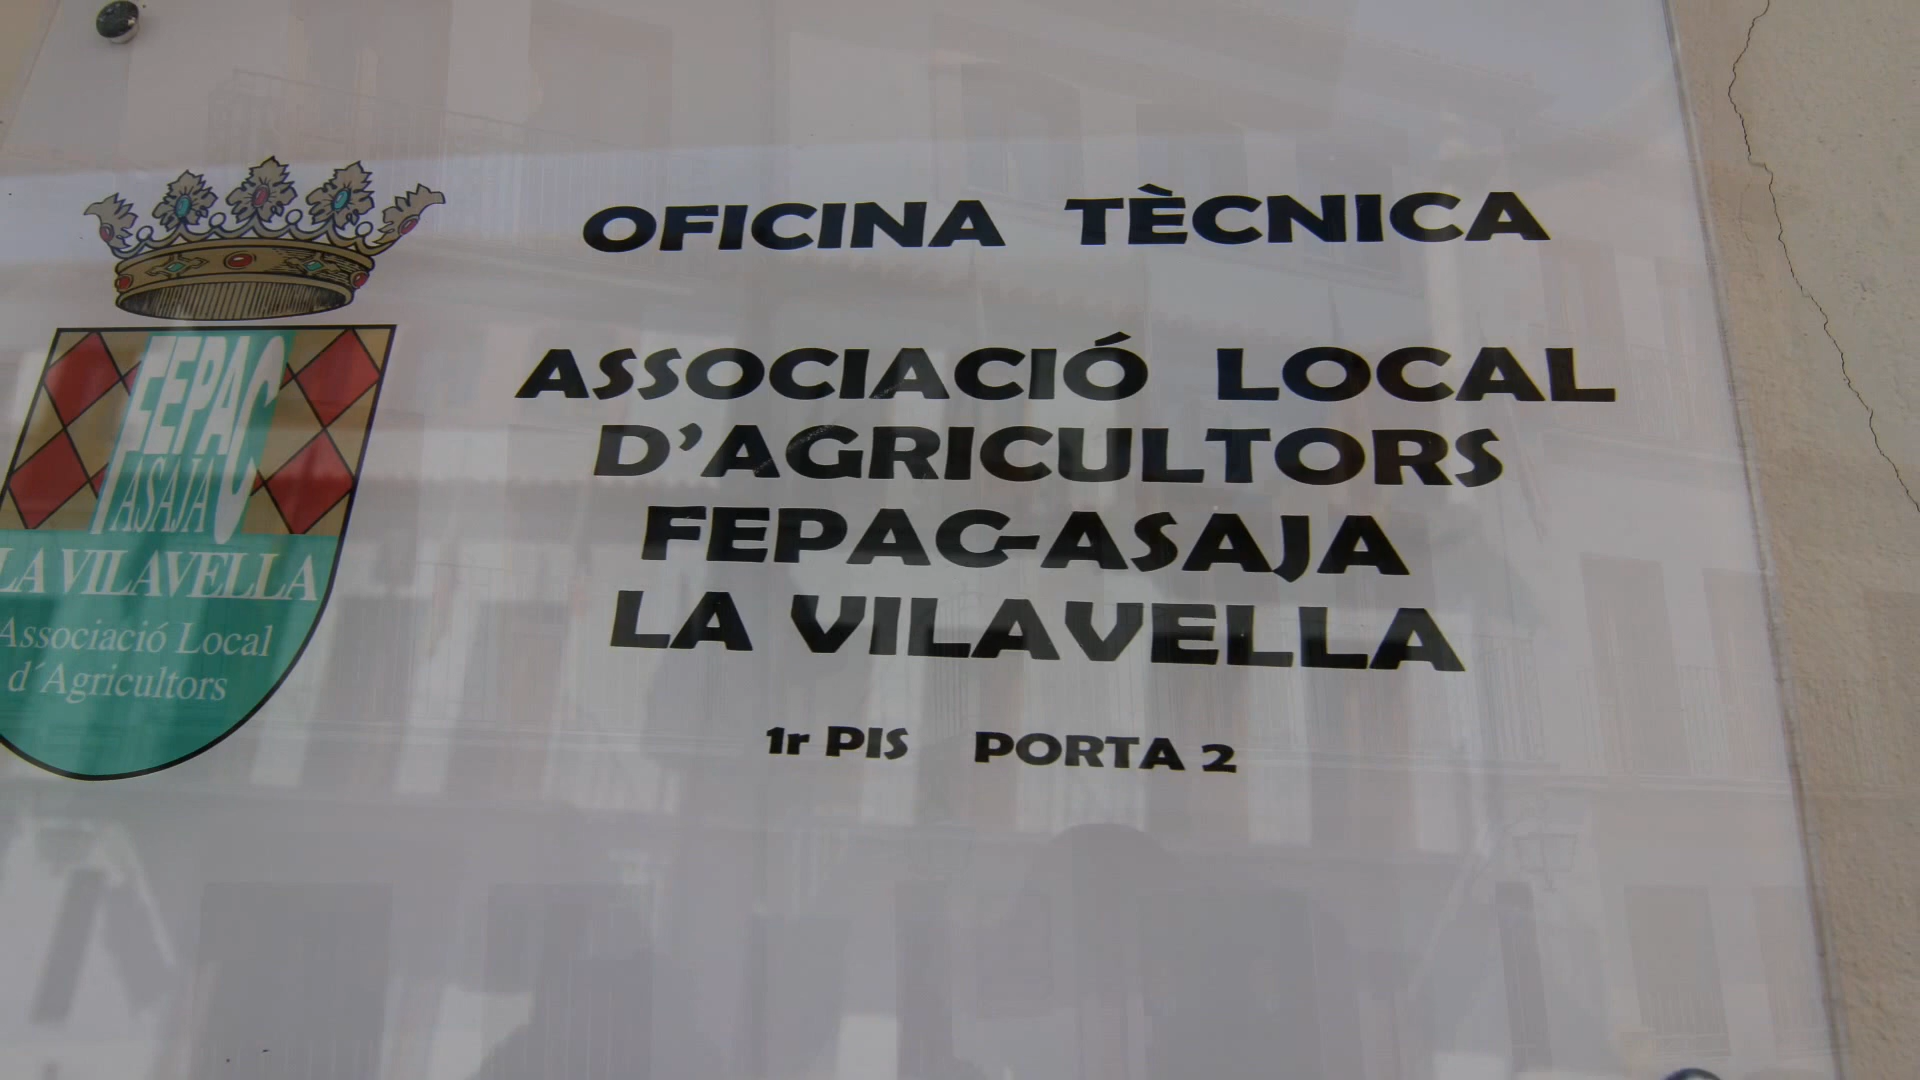 OFICINA TÈCNICA
ASSOCIACIÓ LOCAL
D'AGRICULTORS
FEPAC-ASAJA
LA VILAVELLA
1r PIS PORTA 2
FEPAC
ASAJA
LA VILAVELLA
Associació Local
d´Agricultors